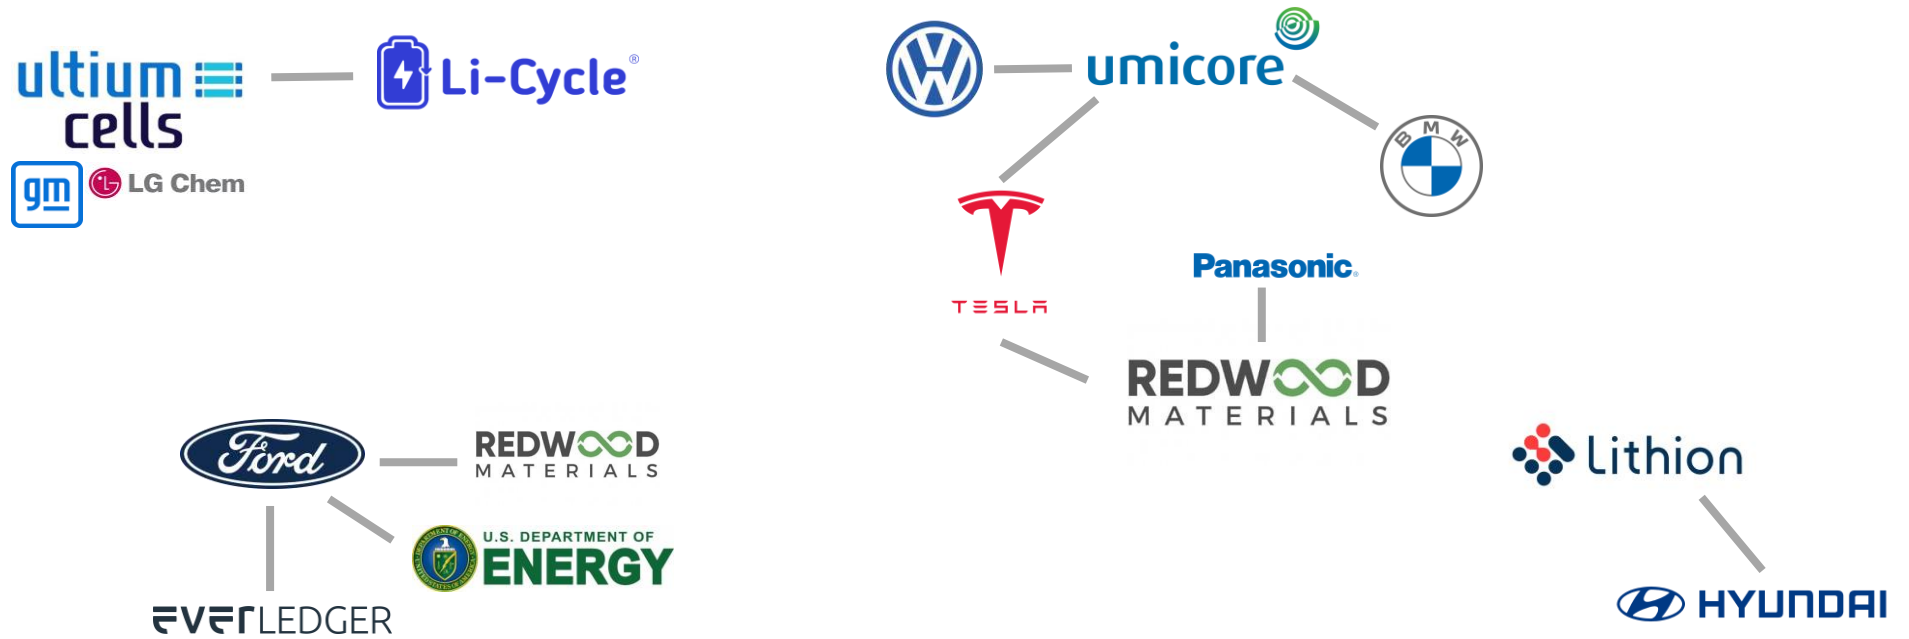 ultium
cells
gm
LG Chem
Li-Cycle®
umicore
BMW
TESLA
Panasonic
REDWOOD
MATERIALS
Ford
REDWOOD
MATERIALS
U.S. DEPARTMENT OF
ENERGY
EVERLEDGER
Lithion
HYUNDAI